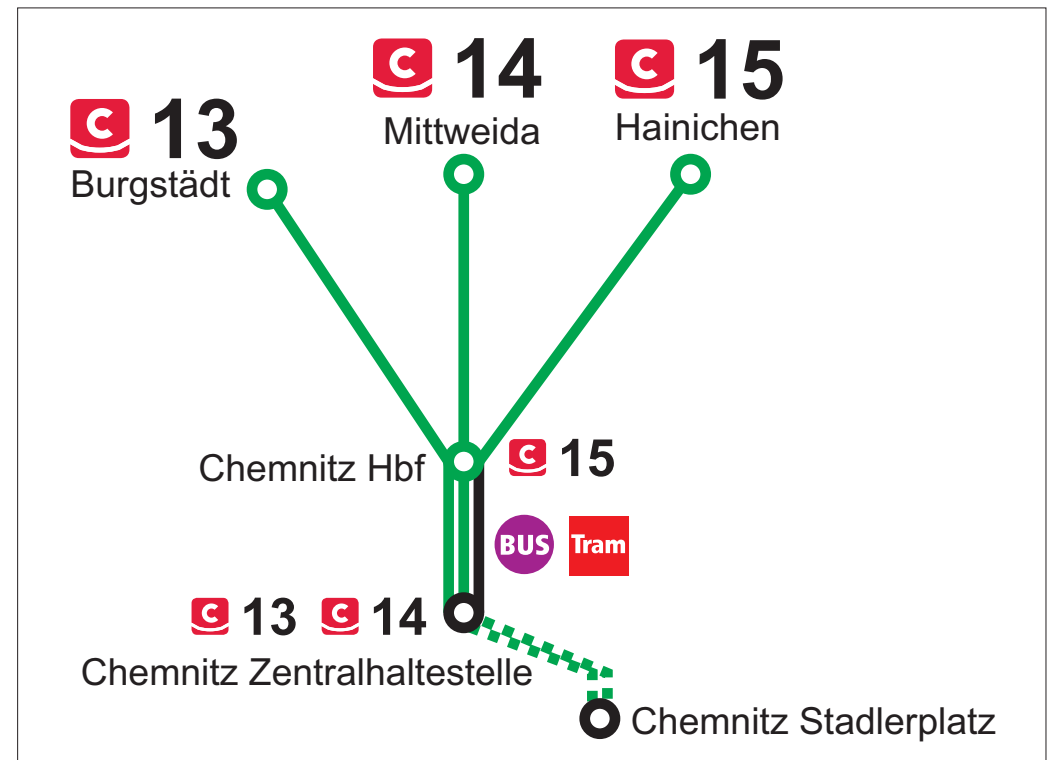 C 14
C 15
C 13
Mittweida
Hainichen
Burgstädt
Chemnitz Hbf
C 15
BUS
Tram
C 13 C 14
Chemnitz Zentralhaltestelle
Chemnitz Stadlerplatz